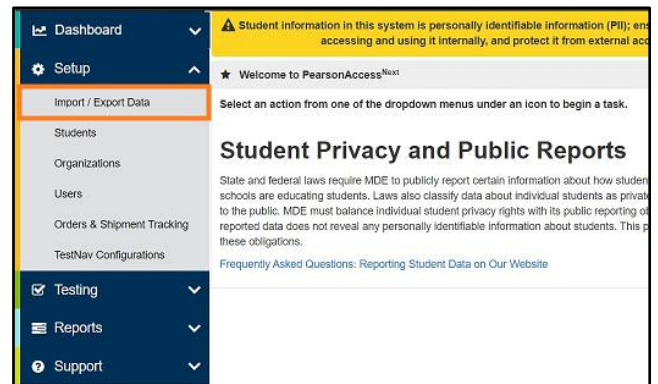 Dashboard
Setup
Import / Export Data
Students
Organizations
Users
Orders & Shipment Tracking
TestNav Configurations
Testing
Reports
Support
Student information in this system is personally identifiable information (PII);
accessing and using it internally, and protect it from external
Welcome to PearsonAccessNext
Select an action from one of the dropdown menus under an icon to begin a task.
Student Privacy and Public Reports
State and federal laws require MDE to publicly report certain information about how
schools are educating students. Laws also classify data about individual students as
to the public. MDE must balance individual student privacy rights with its public reporting
reported data does not reveal any personally identifiable information about students. This
these obligations.
Frequently Asked Questions: Reporting Student Data on Our Website